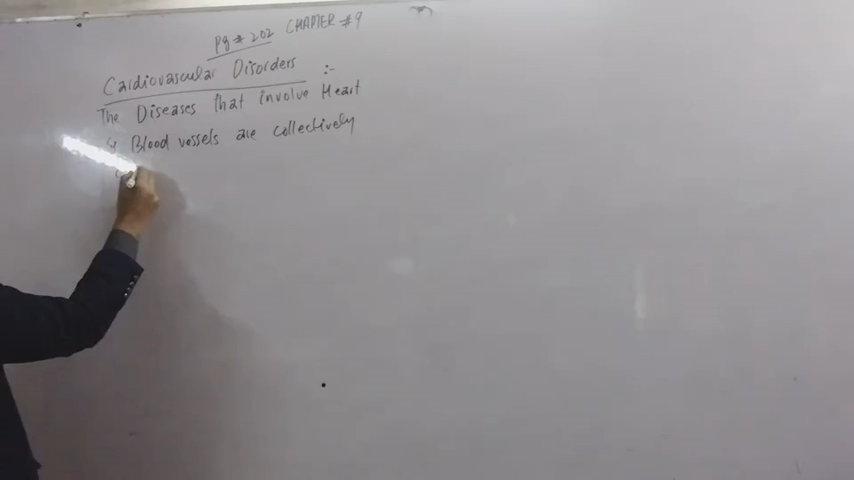 Pg # 202 CHAPTER # 9
Cardiovascular Disorders :-
The Diseases that involve Heart
& Blood vessels are collectively